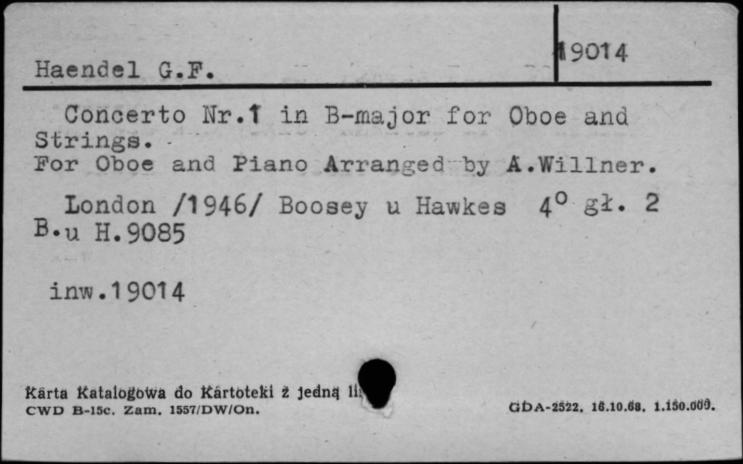 19014
Haendel G.F.
Concerto Nr.1 in B-major for Oboe and
Strings.
For Oboe and Piano Arranged by A.Willner.
London /1946/ Boosey u Hawkes 4° gł. 2
B.u H.9085
inw.19014
Karta Katalogowa do Kartoteki z jedną
CWD B-15c. Zam. 1557/DW/On.
GDA-2522. 16.10.68. 1.150.000.